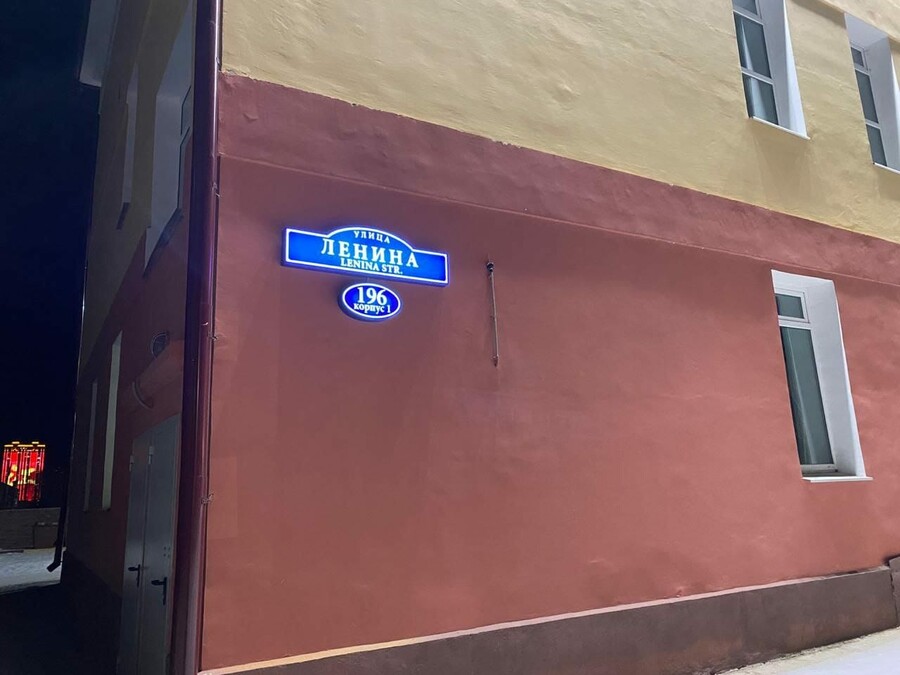 УЛИЦА
ЛЕНИНА
LENINA STR.
196
корпус 1